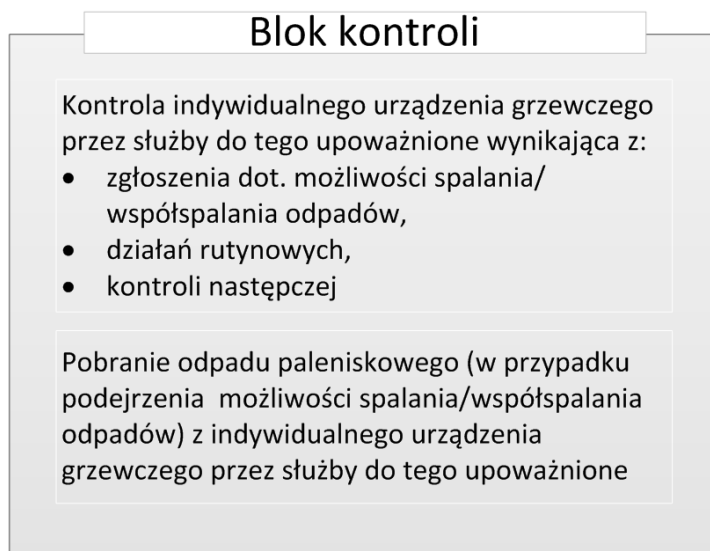 Blok kontroli
Kontrola indywidualnego urządzenia grzewczego
przez służby do tego upoważnione wynikająca z:
• zgłoszenia dot. możliwości spalania/
współspalania odpadów,
• działań rutynowych,
• kontroli następczej
Pobranie odpadu paleniskowego (w przypadku
podejrzenia  możliwości spalania/współspalania
odpadów) z indywidualnego urządzenia
grzewczego przez służby do tego upoważnione